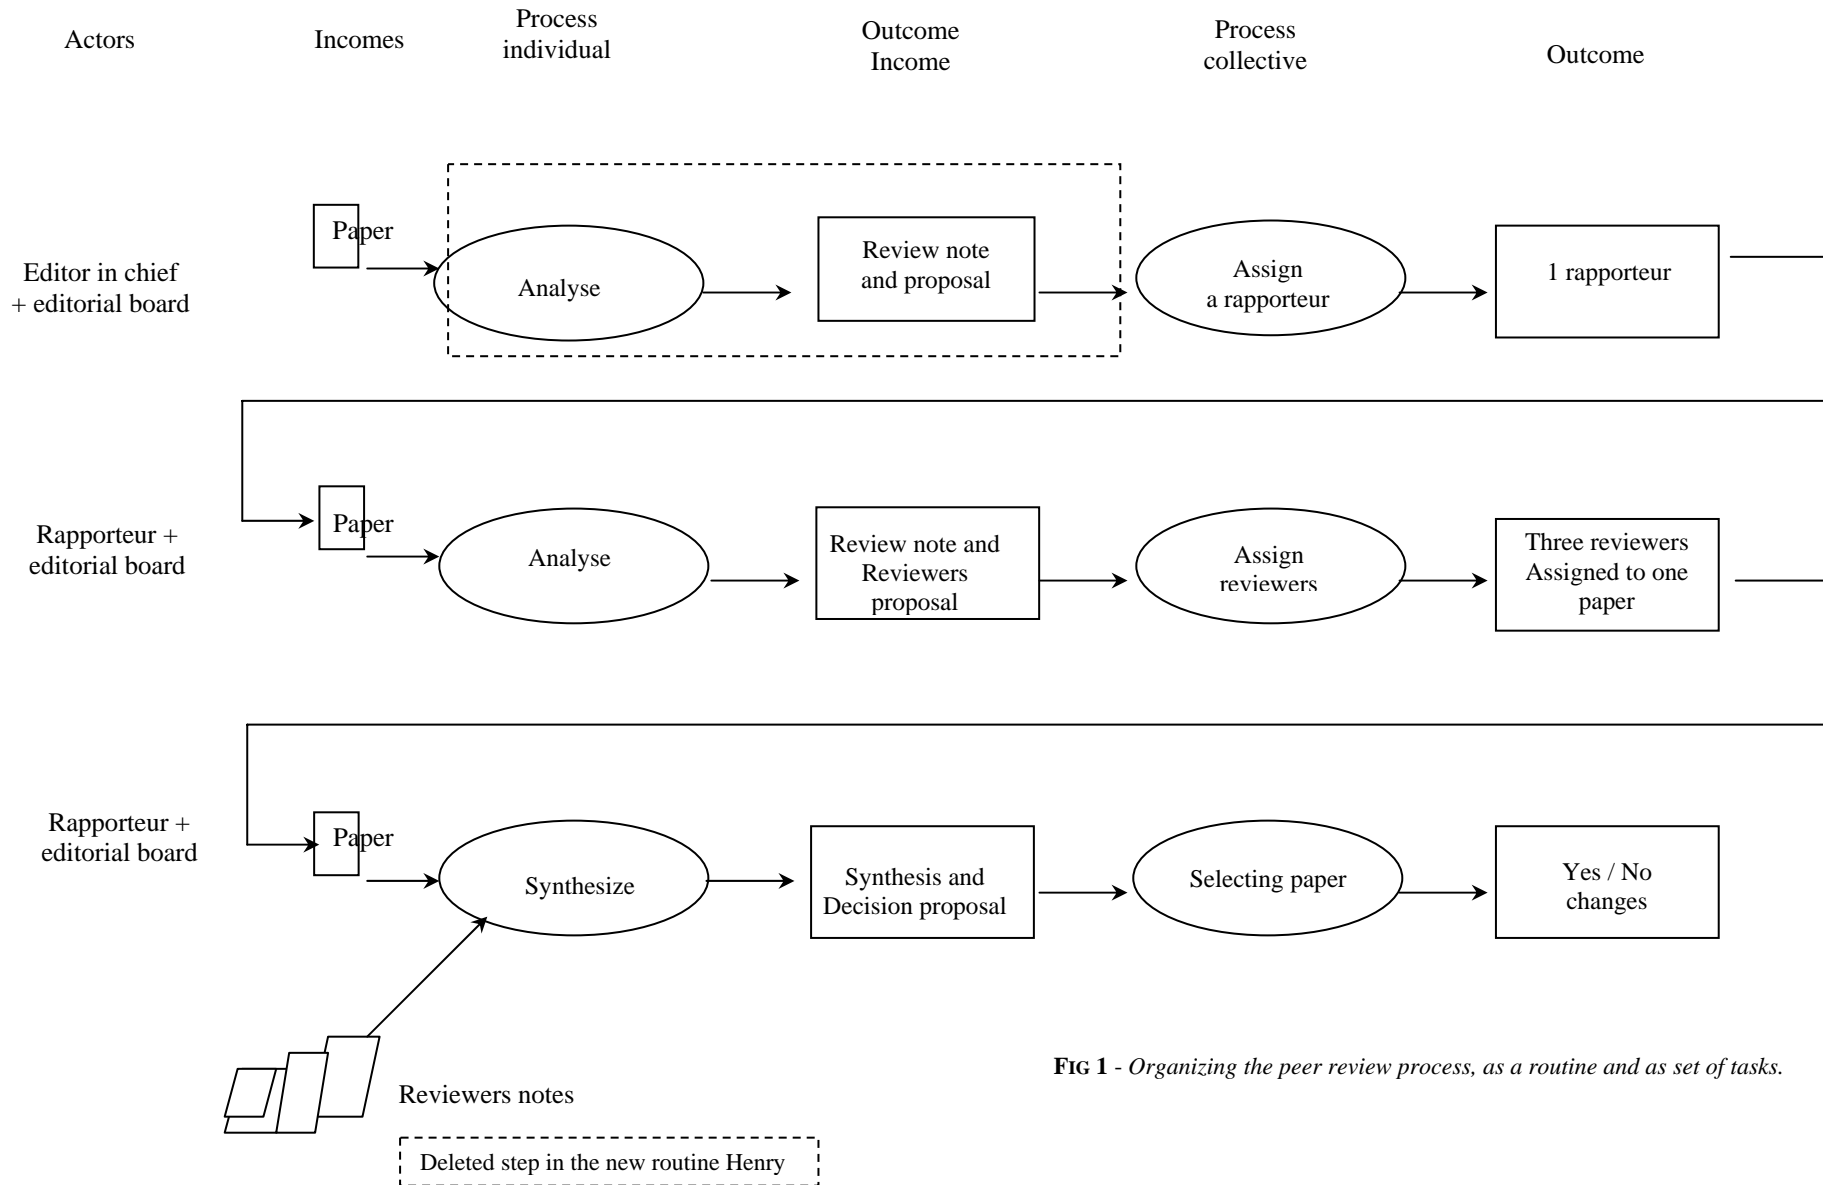 Actors
Incomes
Process
individual
Outcome
Income
Process
collective
Outcome
Editor in chief
+ editorial board
Paper
Analyse
Review note
and proposal
Assign
a rapporteur
1 rapporteur
Rapporteur +
editorial board
Paper
Analyse
Review note and
Reviewers
proposal
Assign
reviewers
Three reviewers
Assigned to one
paper
Rapporteur +
editorial board
Paper
Synthesize
Synthesis and
Decision proposal
Selecting paper
Yes / No
changes
Reviewers notes
FIG 1 - Organizing the peer review process, as a routine and as set of tasks.
Deleted step in the new routine Henry